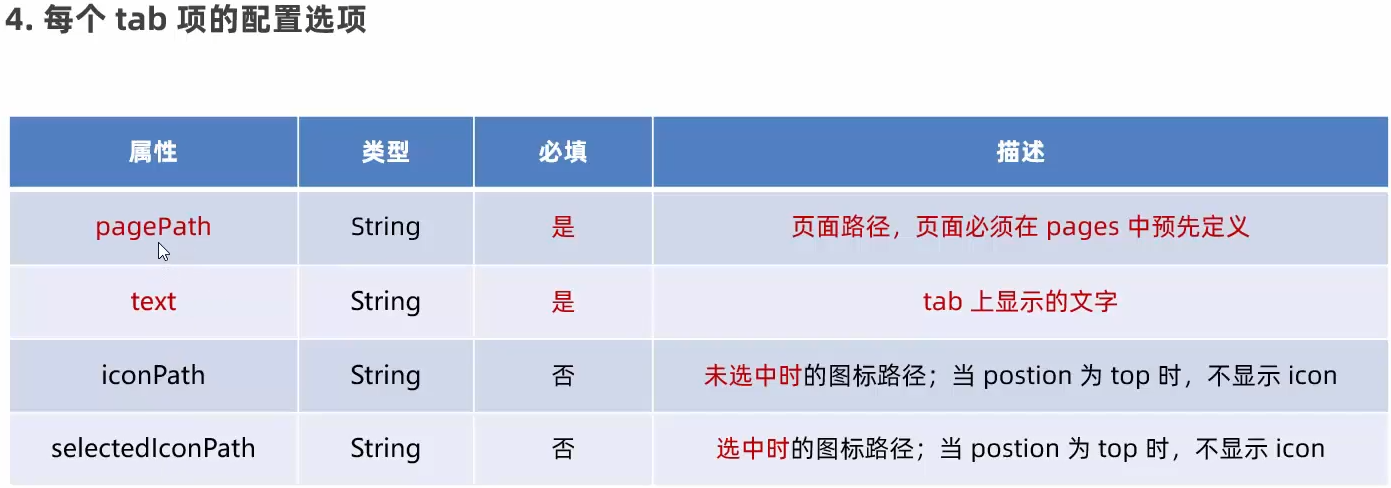 4. 每个 tab 项的配置选项
属性 类型 必填 描述
pagePath String 是 页面路径，页面必须在 pages 中预先定义
text String 是 tab 上显示的文字
iconPath String 否 未选中时的图标路径；当 postion 为 top 时，不显示 icon
selectedIconPath String 否 选中时的图标路径；当 postion 为 top 时，不显示 icon